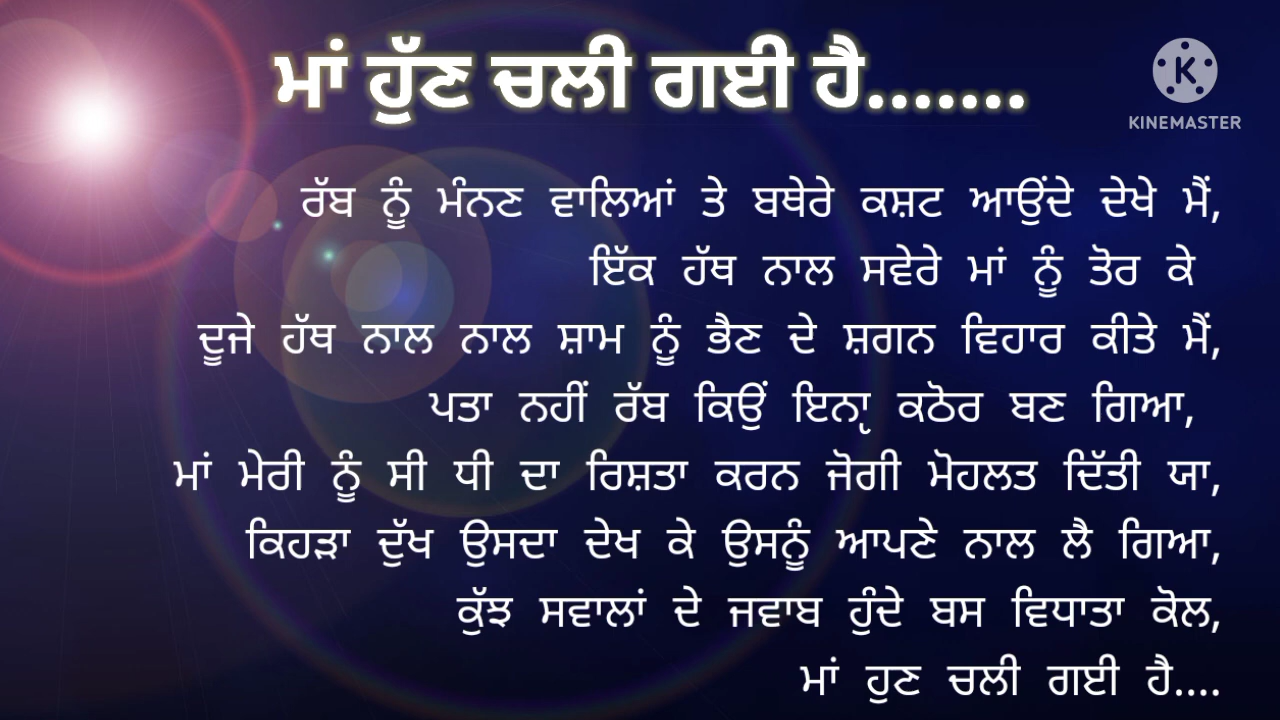 ਮਾਂ ਹੁੱਣ ਚਲੀ ਗਈ ਹੈ.......
KINEMASTER
ਰੱਬ ਨੂੰ ਮੰਨਣ ਵਾਲਿਆਂ ਤੇ ਬਥੇਰੇ ਕਸ਼ਟ ਆਉਂਦੇ ਦੇਖੇ ਮੈਂ,
ਇੱਕ ਹੱਥ ਨਾਲ ਸਵੇਰੇ ਮਾਂ ਨੂੰ ਤੋਰ ਕੇ
ਦੂਜੇ ਹੱਥ ਨਾਲ ਨਾਲ ਸ਼ਾਮ ਨੂੰ ਭੈਣ ਦੇ ਸ਼ਗਨ ਵਿਹਾਰ ਕੀਤੇ ਮੈਂ,
ਪਤਾ ਨਹੀਂ ਰੱਬ ਕਿਉਂ ਇਨਾੑ ਕਠੋਰ ਬਣ ਗਿਆ,
ਮਾਂ ਮੇਰੀ ਨੂੰ ਸੀ ਧੀ ਦਾ ਰਿਸ਼ਤਾ ਕਰਨ ਜੋਗੀ ਮੋਹਲਤ ਦਿੱਤੀ ਯਾ,
ਕਿਹੜਾ ਦੁੱਖ ਉਸਦਾ ਦੇਖ ਕੇ ਉਸਨੂੰ ਆਪਣੇ ਨਾਲ ਲੈ ਗਿਆ,
ਕੁੱਝ ਸਵਾਲਾਂ ਦੇ ਜਵਾਬ ਹੁੰਦੇ ਬਸ ਵਿਧਾਤਾ ਕੋਲ,
ਮਾਂ ਹੁਣ ਚਲੀ ਗਈ ਹੈ....